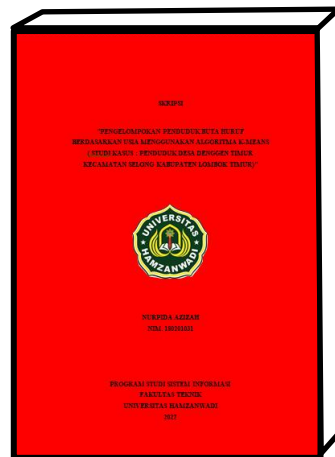 SKRIPSI
"PENGELOMPOKAN PENDUDUK BUTA HURUF
BERDASARKAN USIA MENGGUNAKAN ALGORITMA K-MEANS
( STUDI KASUS : PENDUDUK DESA DENGGEN TIMUR
KECAMATAN SELONG KABUPATEN LOMBOK TIMUR)"
UNIVERSITAS
HAMZANWADI
NURFIDA AZIZAH
NIM.
PROGRAM STUDI SISTEM INFORMASI
FAKULTAS TEKNIK
UNIVERSITAS HAMZANWADI